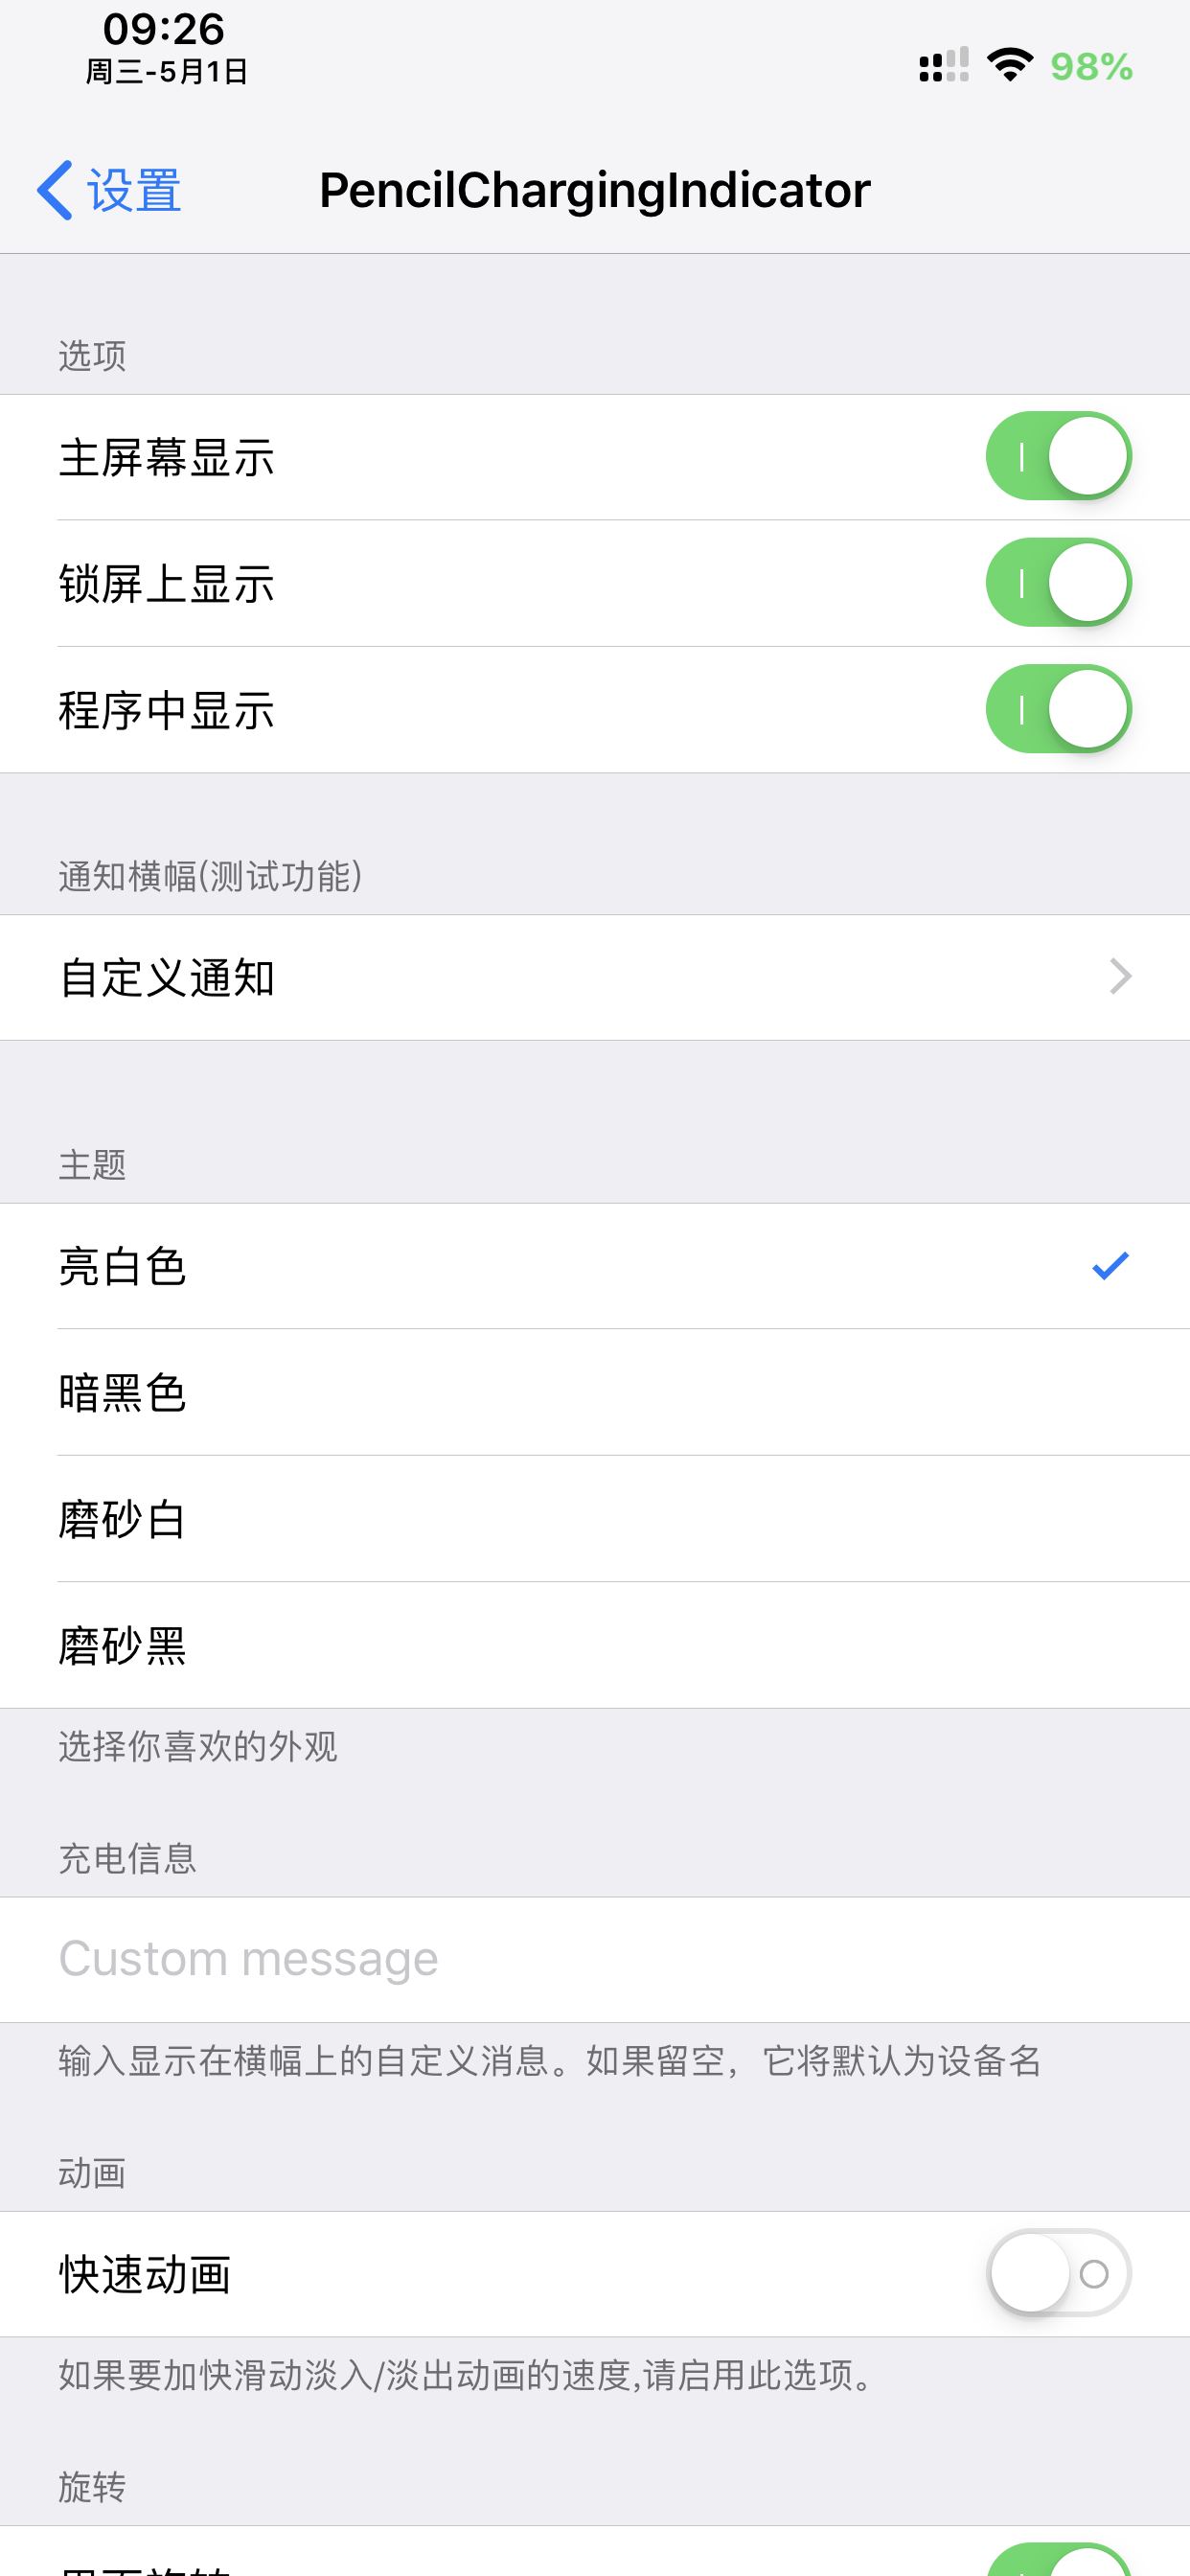 09:26
周三-5月1日
98%
设置
PencilChargingIndicator
选项
主屏幕显示
锁屏上显示
程序中显示
通知横幅(测试功能)
自定义通知
主题
亮白色
暗黑色
磨砂白
磨砂黑
选择你喜欢的外观
充电信息
Custom message
输入显示在横幅上的自定义消息。如果留空，它将默认为设备名
动画
快速动画
如果要加快滑动淡入/淡出动画的速度,请启用此选项。
旋转